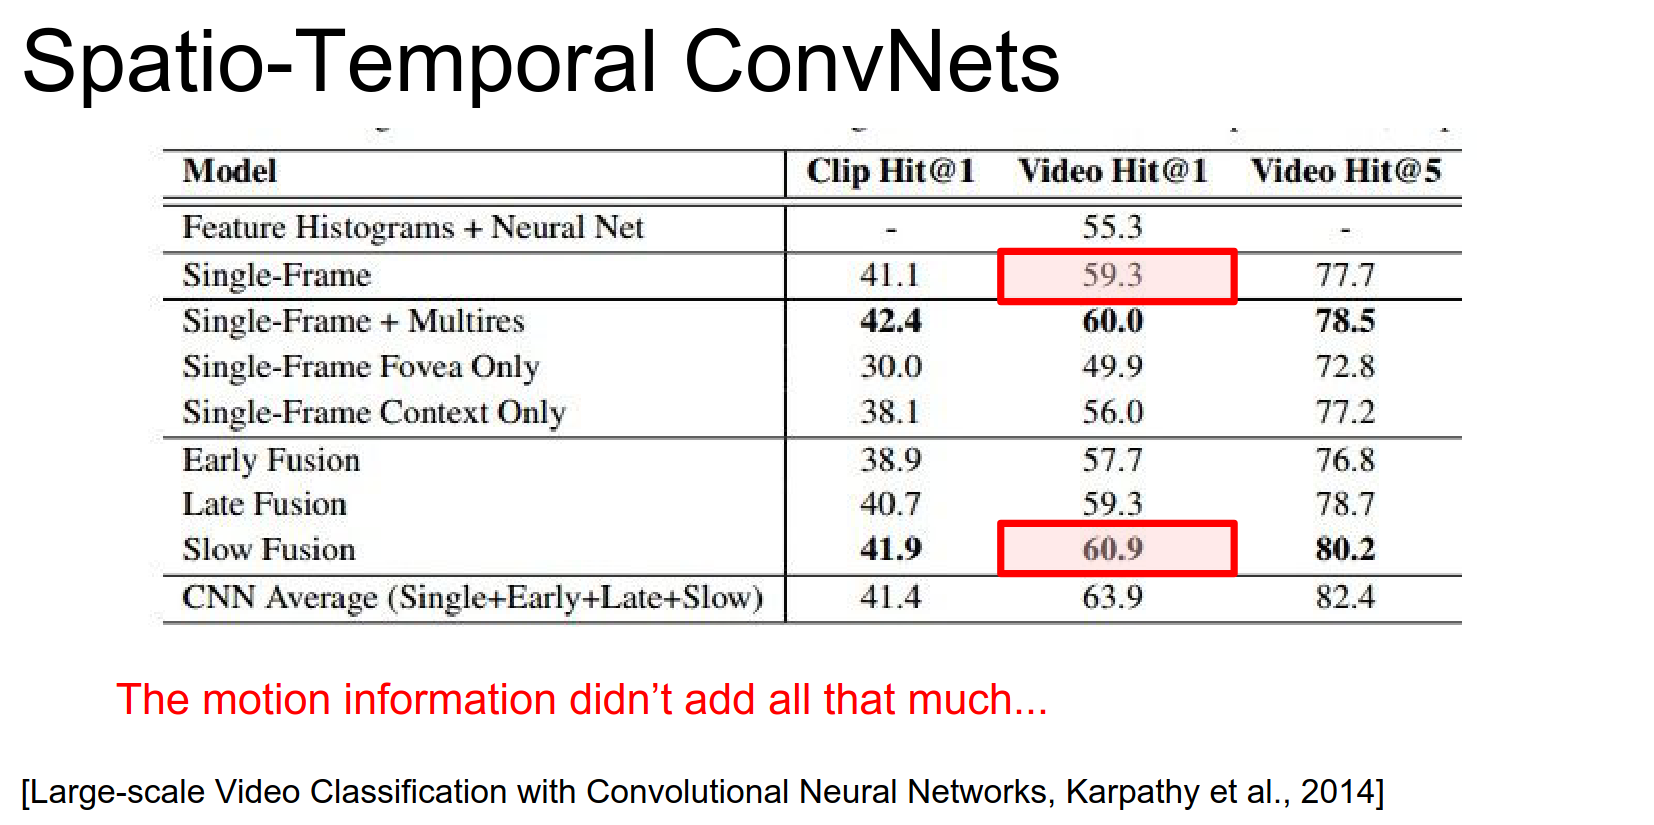 Spatio-Temporal ConvNets
Model Clip Hit@1 Video Hit@1 Video Hit@5
Feature Histograms + Neural Net - 55.3 -
Single-Frame 41.1 59.3 77.7
Single-Frame + Multires 42.4 60.0 78.5
Single-Frame Fovea Only 30.0 49.9 72.8
Single-Frame Context Only 38.1 56.0 77.2
Early Fusion 38.9 57.7 76.8
Late Fusion 40.7 59.3 78.7
Slow Fusion 41.9 60.9 80.2
CNN Average (Single+Early+Late+Slow) 41.4 63.9 82.4
The motion information didn’t add all that much...
[Large-scale Video Classification with Convolutional Neural Networks, Karpathy et al., 2014]